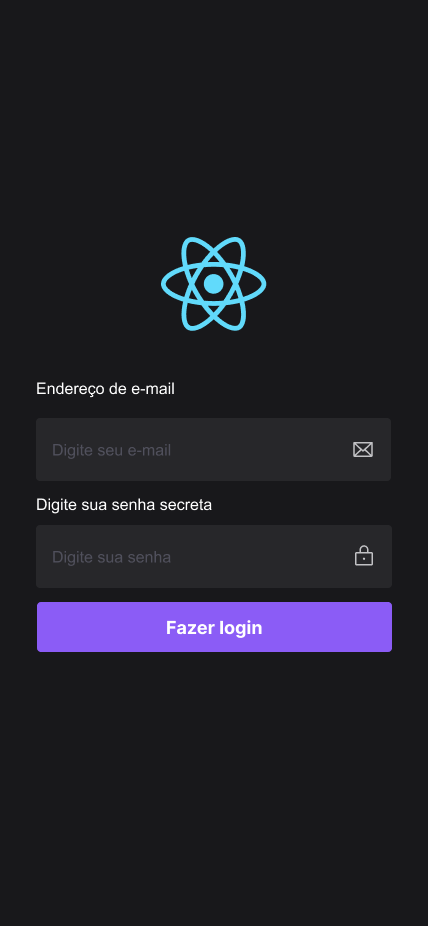 Endereço de e-mail
Digite seu e-mail
Digite sua senha secreta
Digite sua senha
Fazer login